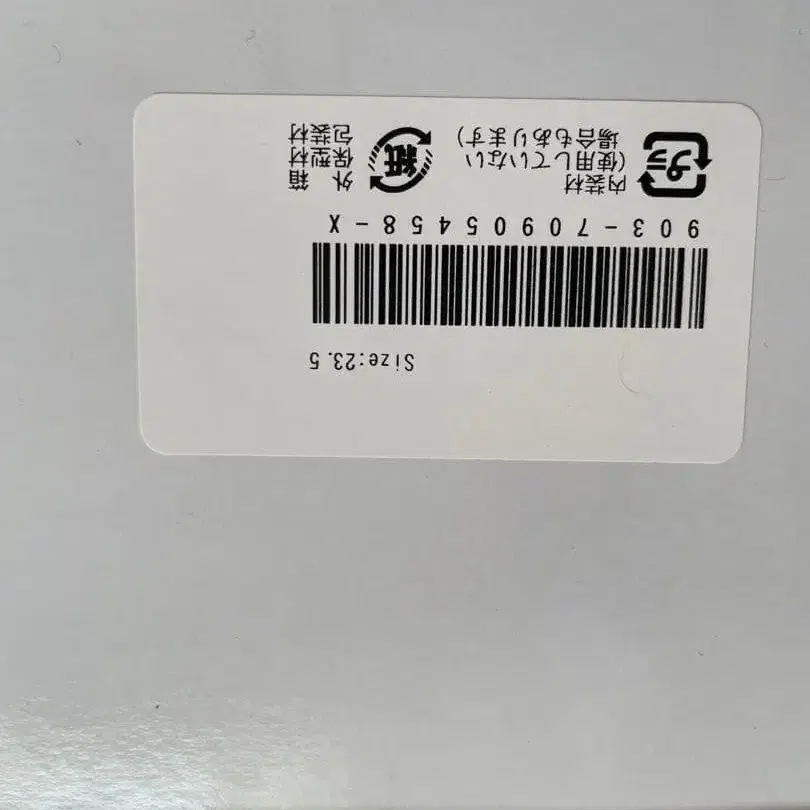 Size:23.5
903-70905458-X
プラ
内装材
(使用していない
場合もあります)
紙
外 箱
保型材
包装材